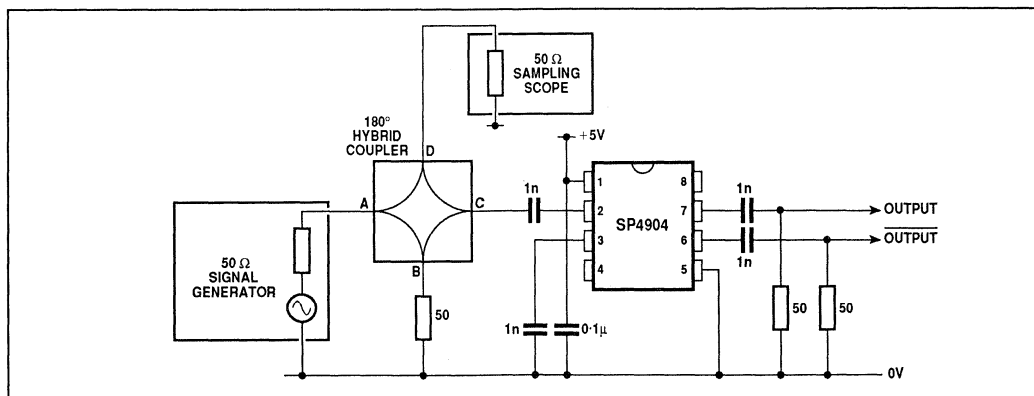 50 Ω
SAMPLING
SCOPE
180°
HYBRID
COUPLER
D
+5V
A
C
B
1n
1
2
3
4
SP4904
8
7
6
5
1n
1n
OUTPUT
OUTPUT
50 Ω
SIGNAL
GENERATOR
50
1n
0·1µ
50
50
0V